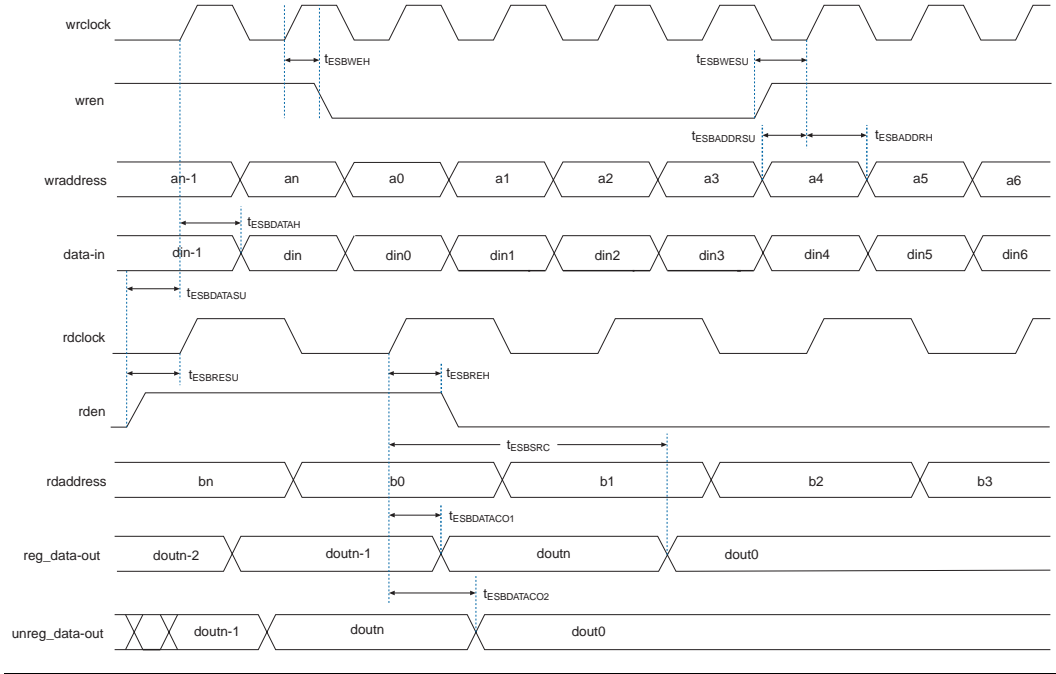 wrclock
tESBWEH
tESBWESU
wren
tESBADDRSU
tESBADDRH
wraddress an-1 an a0 a1 a2 a3 a4 a5 a6
tESBDATAH
data-in din-1 din din0 din1 din2 din3 din4 din5 din6
tESBDATASU
rdclock
tESBRESU
tESBREH
rden
tESBSRC
rdaddress bn b0 b1 b2 b3
tESBDATACO1
reg_data-out doutn-2 doutn-1 doutn dout0
tESBDATACO2
unreg_data-out doutn-1 doutn dout0